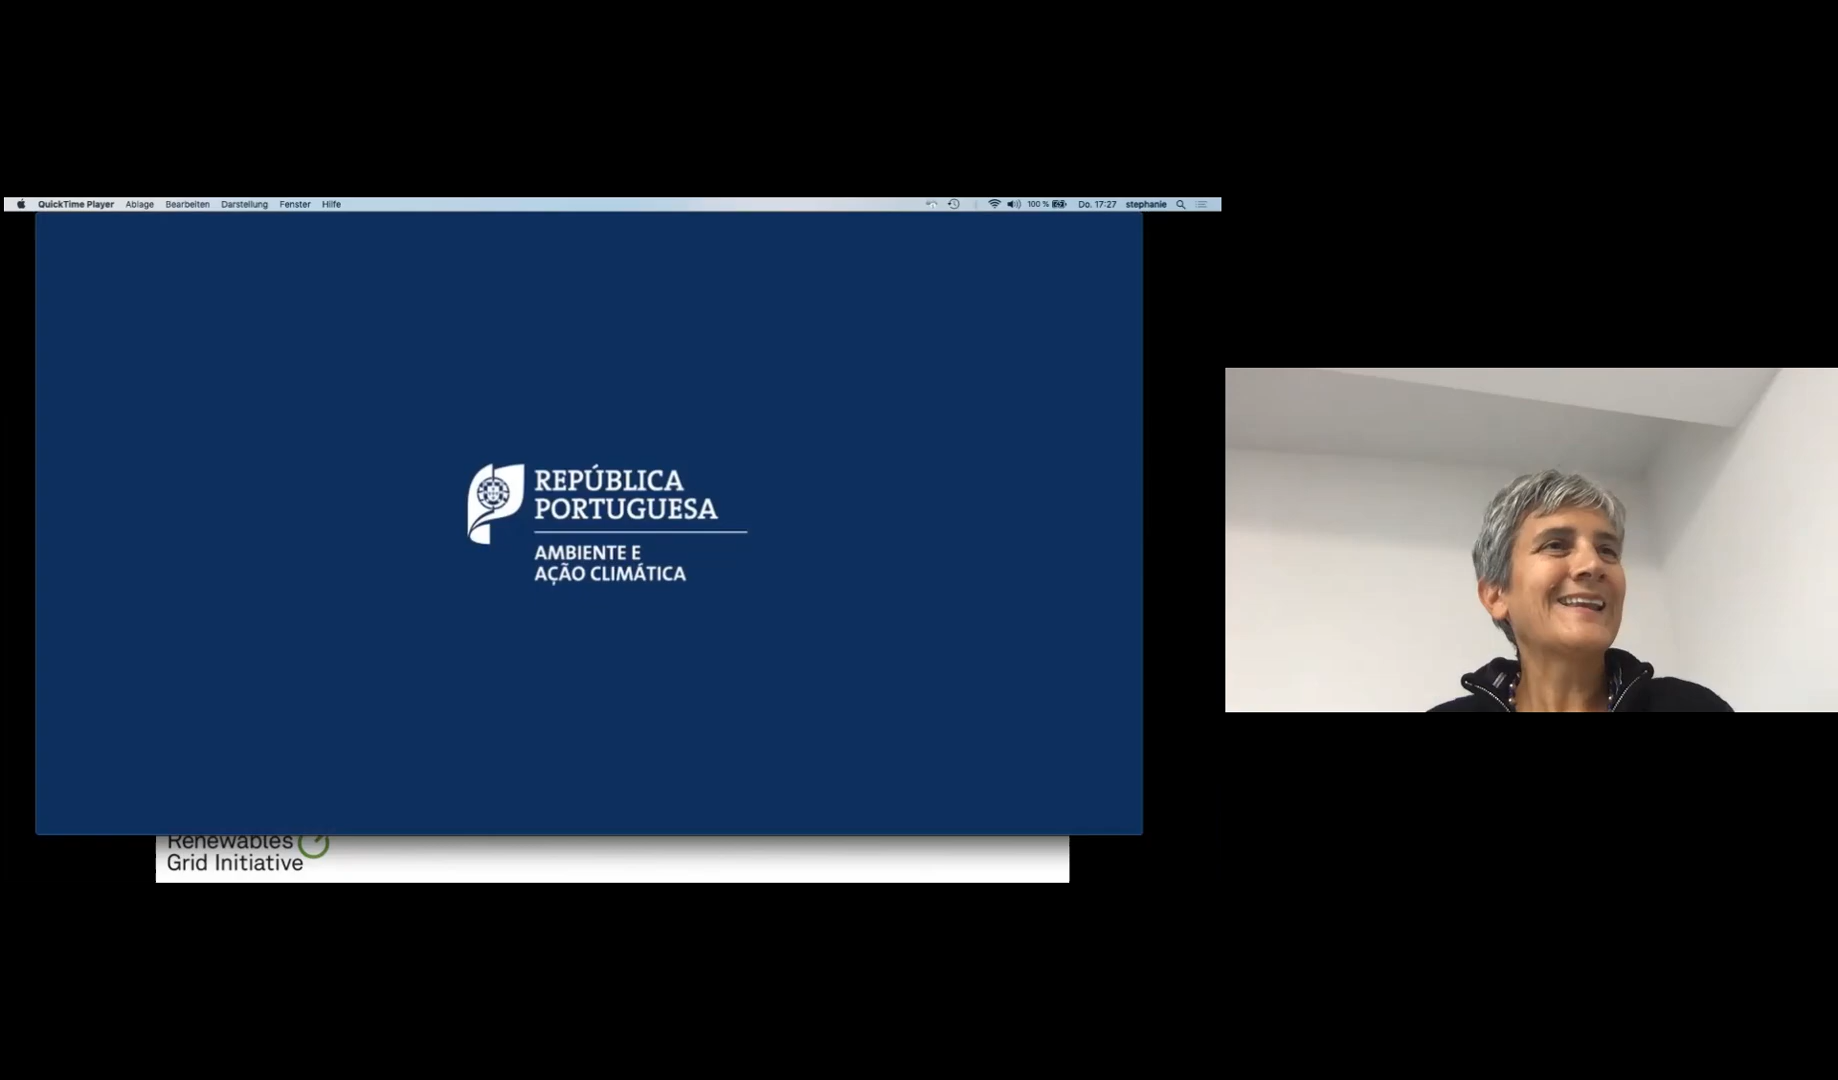 QuickTime Player Ablage Bearbeiten Darstellung Fenster Hilfe 100 % Do. 17:27 stephanie
REPÚBLICA
PORTUGUESA
AMBIENTE E
AÇÃO CLIMÁTICA
Renewables
Grid Initiative